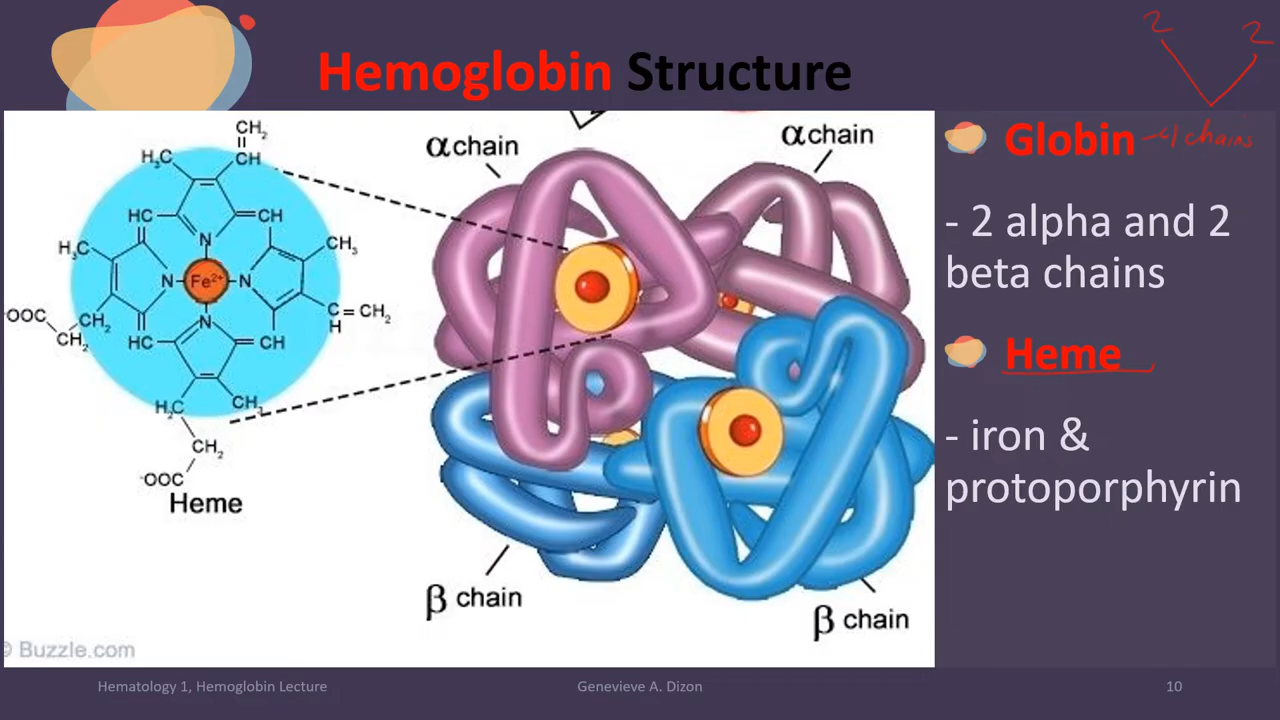 Hemoglobin Structure
2 2
Globin - 4 chains
- 2 alpha and 2
beta chains
Heme
- iron &
protoporphyrin
α chain
α chain
β chain
β chain
CH₂
CH
H₃C
HC
CH
N
H₃C
CH₃
N
Fe²⁺
N
OOC
CH₂
CH₂
C=CH₂
H
HC
N
CH
H₃C
CH₃
CH₂
⁻OOC
Heme
© Buzzle.com
Hematology 1, Hemoglobin Lecture
Genevieve A. Dizon
10